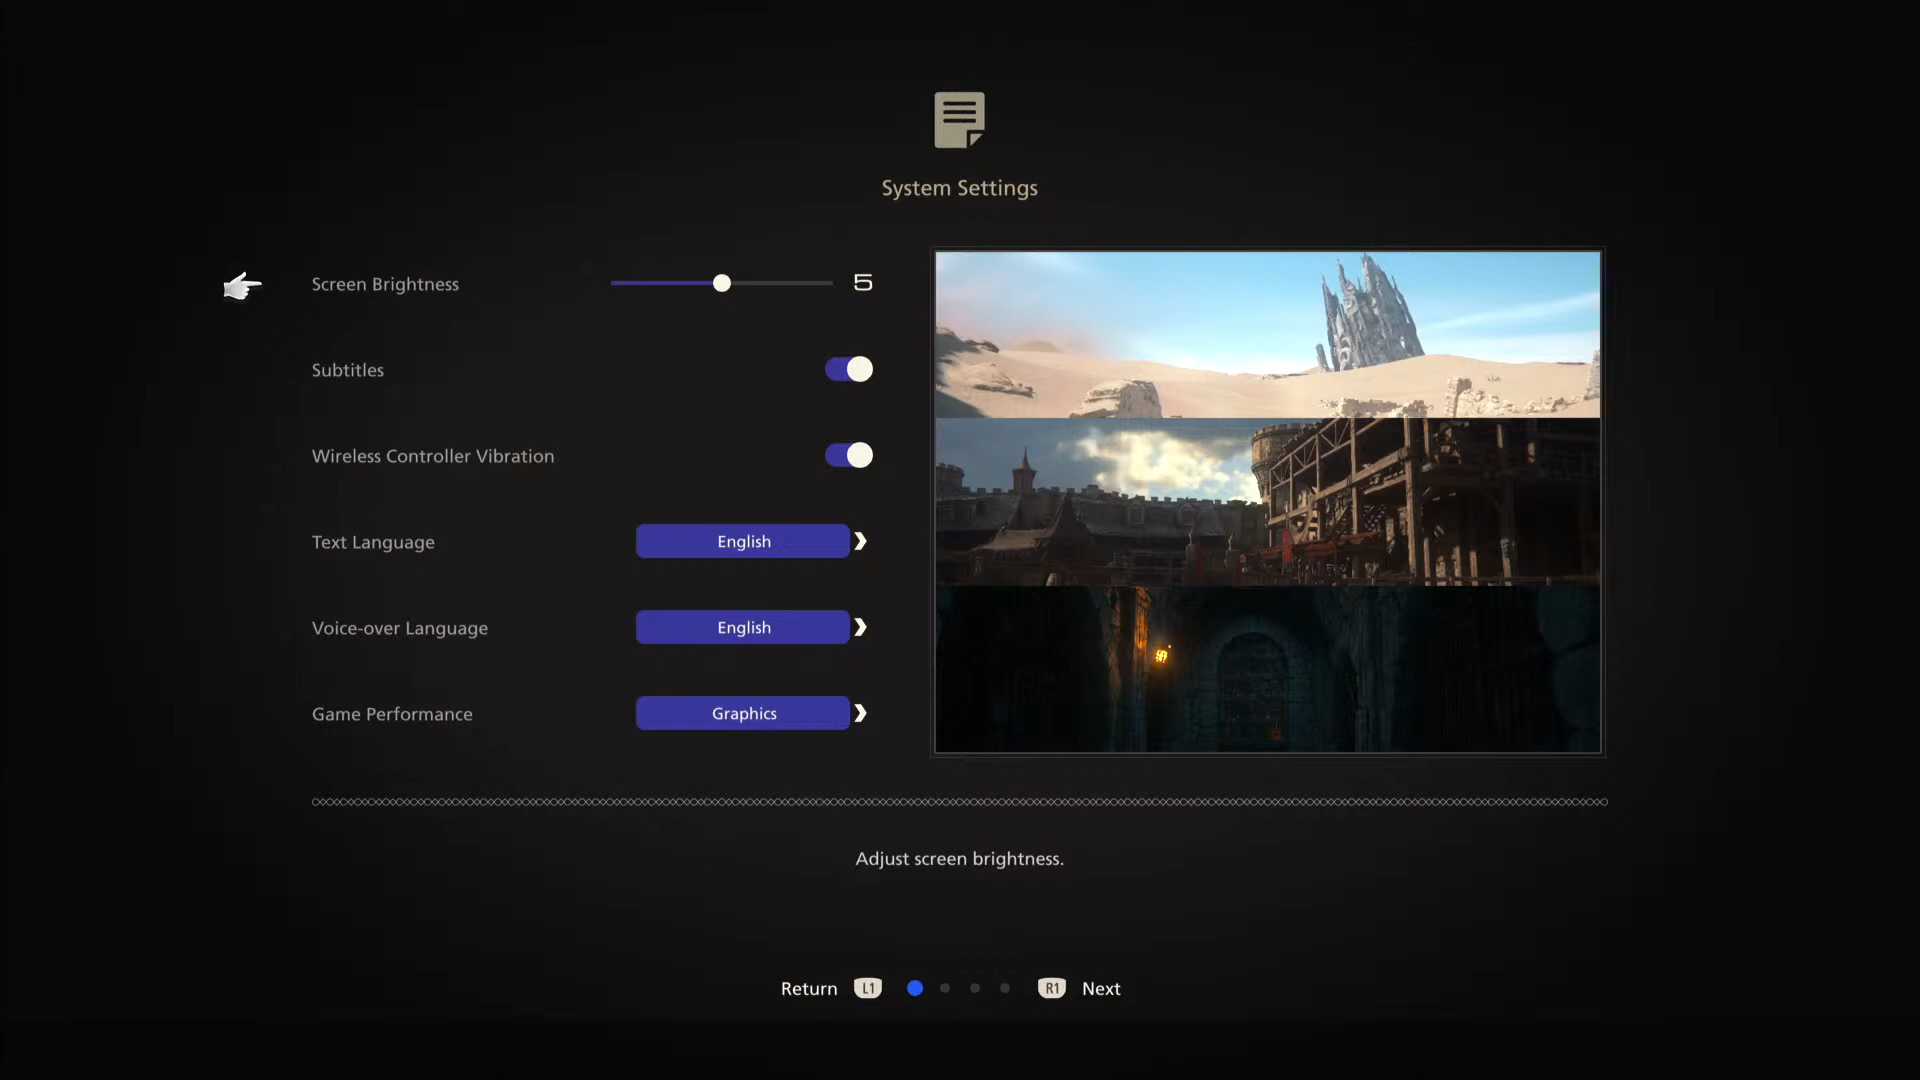 System Settings
Screen Brightness 5
Subtitles
Wireless Controller Vibration
Text Language English
Voice-over Language English
Game Performance Graphics
Adjust screen brightness.
Return L1 R1 Next